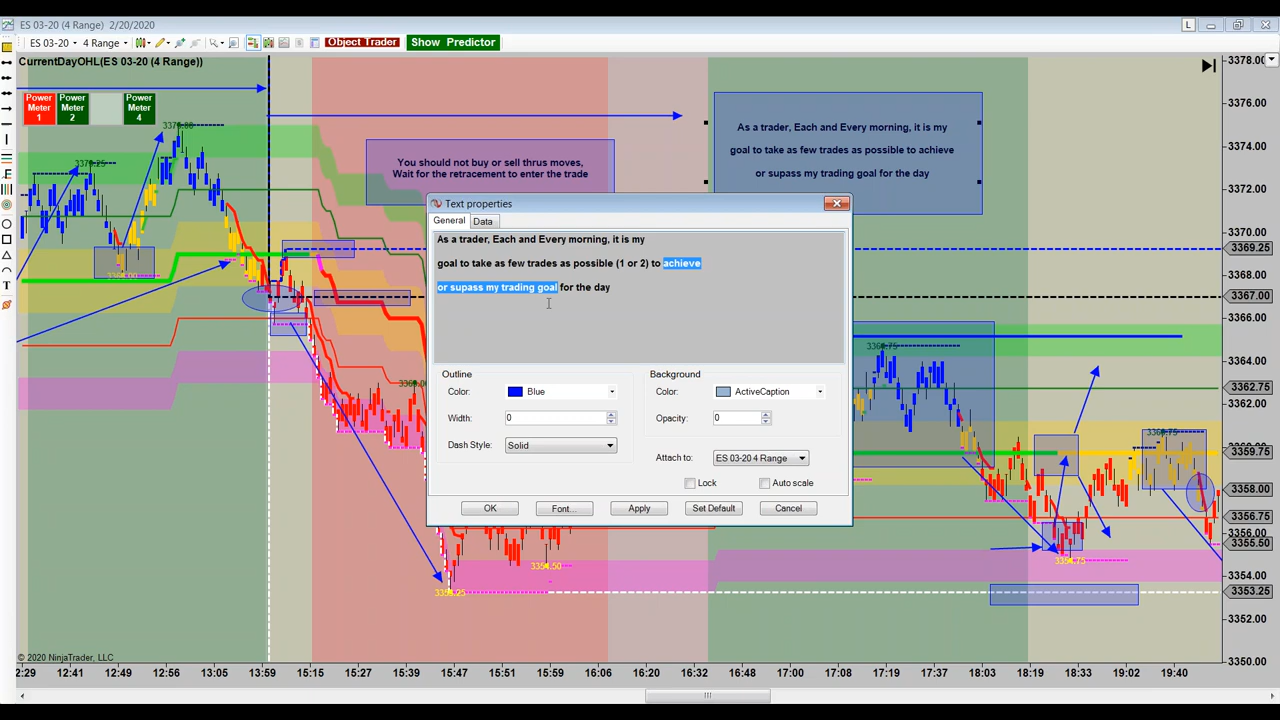 ES 03-20 (4 Range) 2/20/2020
L
ES 03-20
4 Range
Object Trader
Show Predictor
CurrentDayOHL(ES 03-20 (4 Range))
Power Meter 1
Power Meter 2
Power Meter 4
3379.25
You should not buy or sell thrus moves,
Wait for the retracement to enter the trade
As a trader, Each and Every morning, it is my
goal to take as few trades as possible to achieve
or supass my trading goal for the day
Text properties
General
Data
As a trader, Each and Every morning, it is my
goal to take as few trades as possible (1 or 2) to achieve
or supass my trading goal for the day
Outline
Color:
Blue
Width:
0
Dash Style:
Solid
Background
Color:
ActiveCaption
Opacity:
0
Attach to:
ES 03-20 4 Range
Lock
Auto scale
OK
Font...
Apply
Set Default
Cancel
3354.50
3354.75
3378.00
3376.00
3374.00
3372.00
3370.00
3369.25
3368.00
3367.00
3366.00
3364.00
3362.75
3362.00
3359.75
3358.00
3356.75
3356.00
3355.50
3354.00
3353.25
3352.00
3350.00
© 2020 NinjaTrader, LLC
12:29 12:41 12:49 12:56 13:05 13:59 15:15 15:27 15:39 15:47 15:51 15:59 16:06 16:33 17:00 17:08 17:37 18:03 18:19 18:33 19:02 19:40